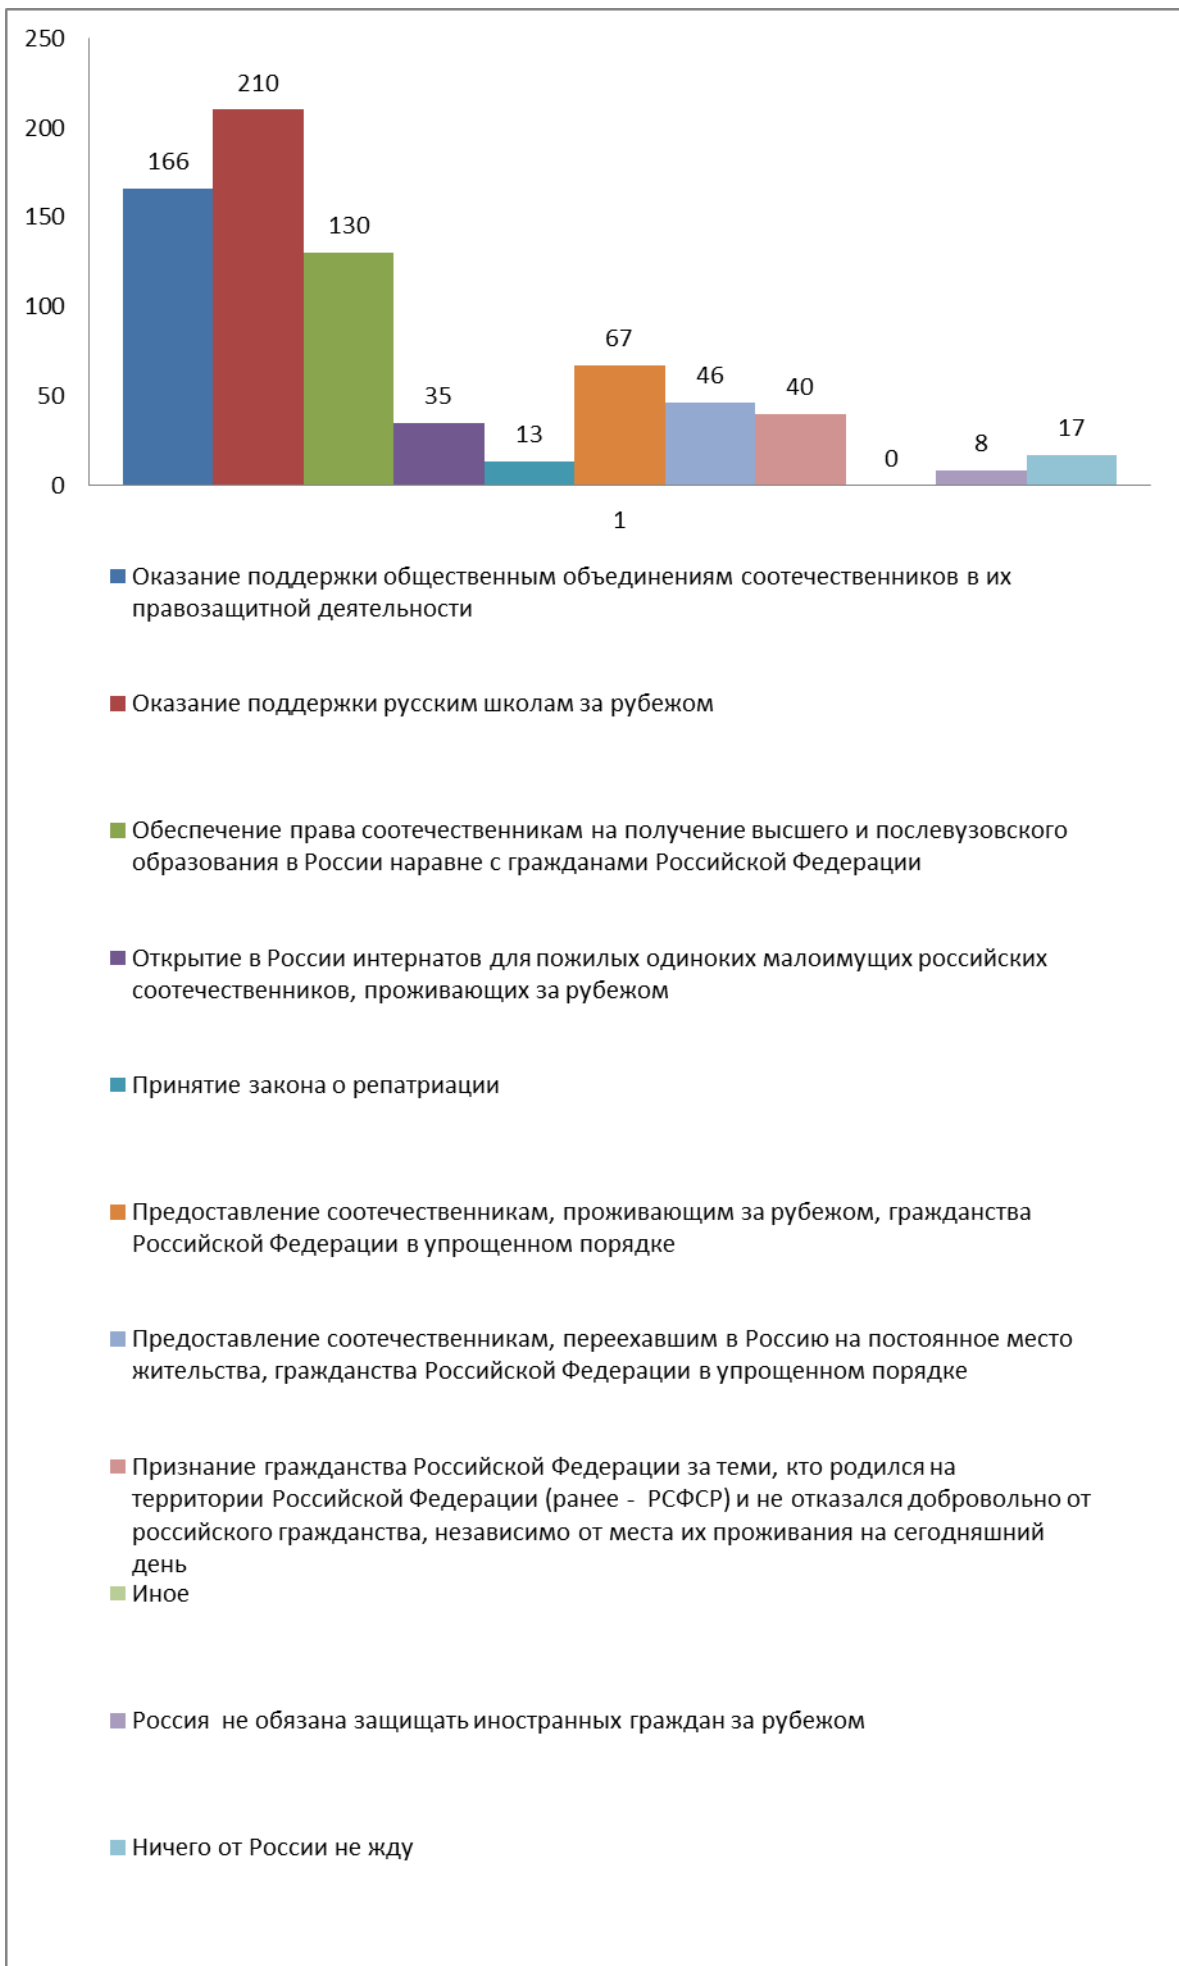 250
200
150
100
50
0
166
210
130
35
13
67
46
40
0
8
17
1
Оказание поддержки общественным объединениям соотечественников в их
правозащитной деятельности
Оказание поддержки русским школам за рубежом
Обеспечение права соотечественникам на получение высшего и послевузовского
образования в России наравне с гражданами Российской Федерации
Открытие в России интернатов для пожилых одиноких малоимущих российских
соотечественников, проживающих за рубежом
Принятие закона о репатриации
Предоставление соотечественникам, проживающим за рубежом, гражданства
Российской Федерации в упрощенном порядке
Предоставление соотечественникам, переехавшим в Россию на постоянное место
жительства, гражданства Российской Федерации в упрощенном порядке
Признание гражданства Российской Федерации за теми, кто родился на
территории Российской Федерации (ранее - РСФСР) и не отказался добровольно от
российского гражданства, независимо от места их проживания на сегодняшний
день
Иное
Россия не обязана защищать иностранных граждан за рубежом
Ничего от России не жду